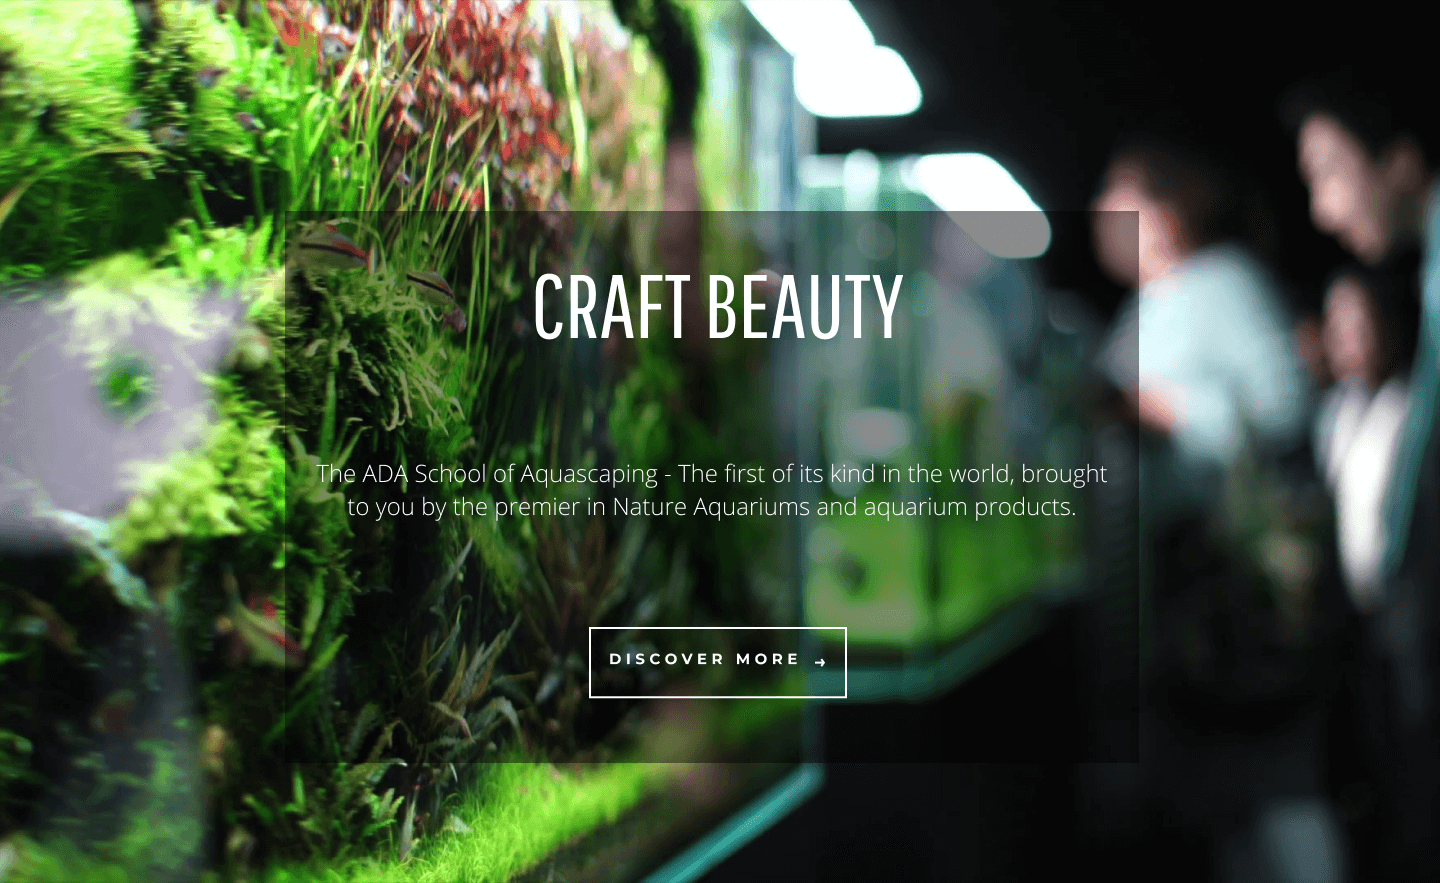 CRAFT BEAUTY
The ADA School of Aquascaping - The first of its kind in the world, brought
to you by the premier in Nature Aquariums and aquarium products.
DISCOVER MORE →